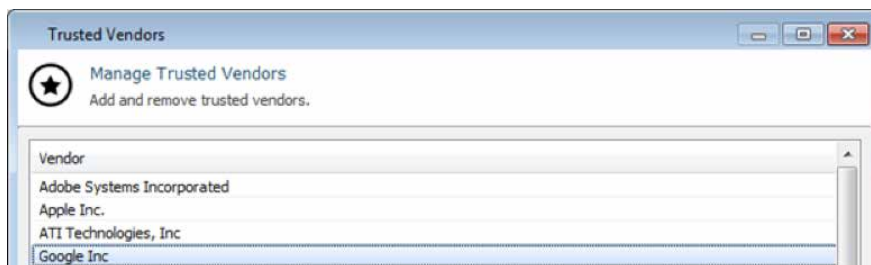 Trusted Vendors
Manage Trusted Vendors
Add and remove trusted vendors.
Vendor
Adobe Systems Incorporated
Apple Inc.
ATI Technologies, Inc
Google Inc